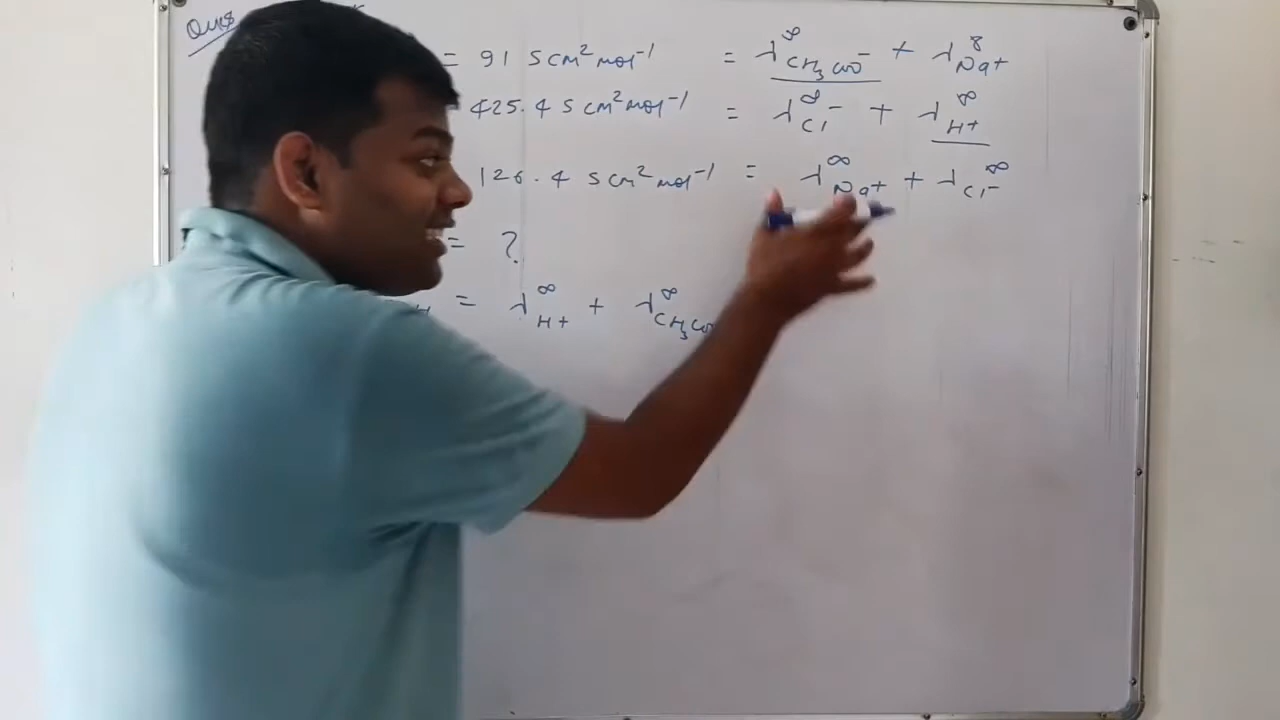 Ques
= 91 S cm² mol⁻¹ = λ^∞ CH₃COO⁻ + λ^∞ Na+
425.4 S cm² mol⁻¹ = λ^∞ Cl⁻ + λ^∞ H+
126.4 S cm² mol⁻¹ = λ^∞ Na+ + λ^∞ Cl⁻
= ?
H = λ^∞ H+ + λ^∞ CH₃COO